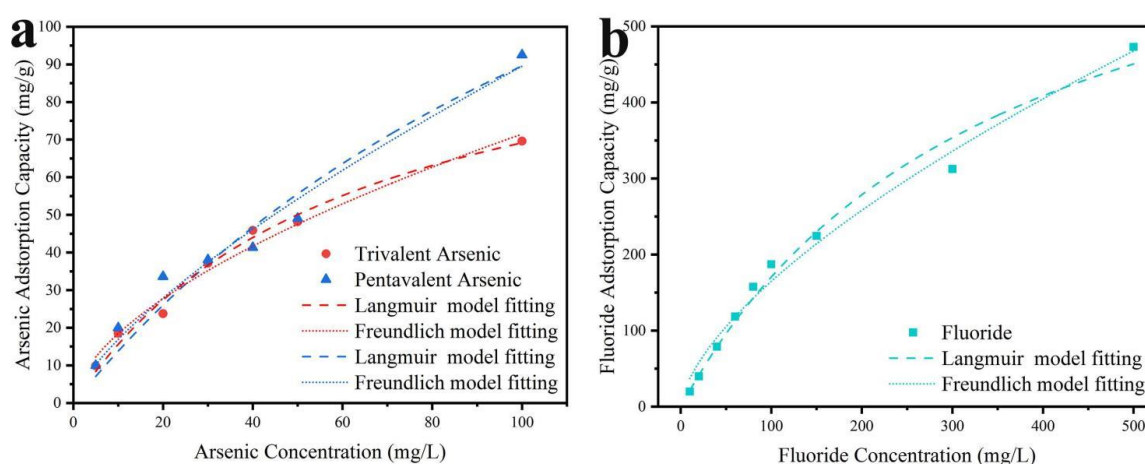 a
Arsenic Adstorption Capacity (mg/g)
100
90
80
70
60
50
40
30
20
10
0
Trivalent Arsenic
Pentavalent Arsenic
Langmuir model fitting
Freundlich model fitting
Langmuir model fitting
Freundlich model fitting
0 20 40 60 80 100
Arsenic Concentration (mg/L)
b
Fluoride Adstorption Capacity (mg/g)
500
400
300
200
100
0
Fluoride
Langmuir model fitting
Freundlich model fitting
0 100 200 300 400 500
Fluoride Concentration (mg/L)